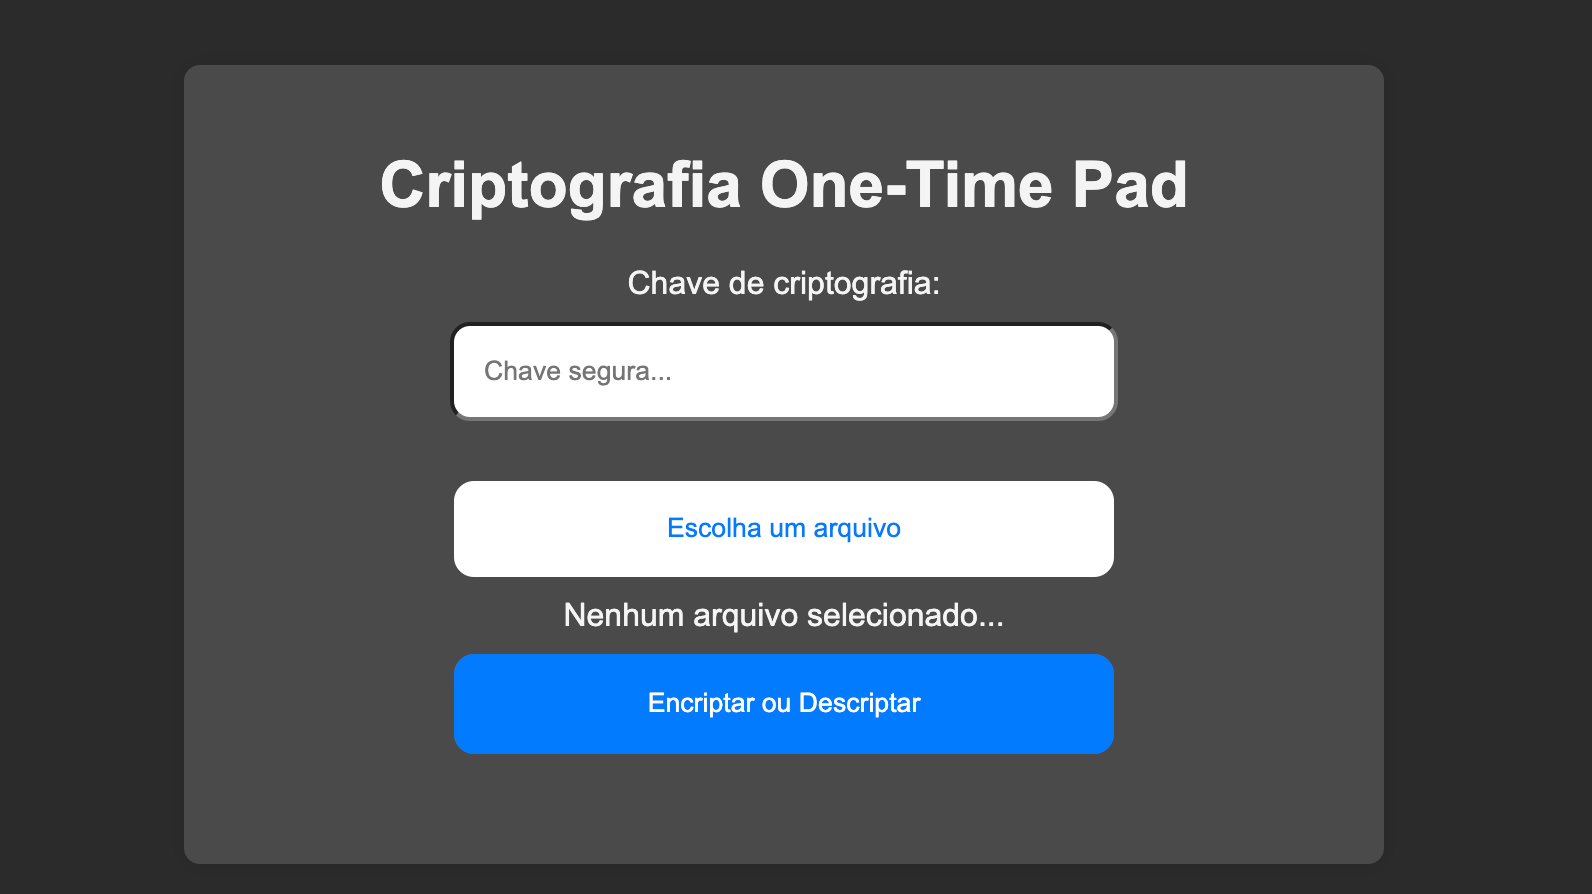 Criptografia One-Time Pad
Chave de criptografia:
Chave segura...
Escolha um arquivo
Nenhum arquivo selecionado...
Encriptar ou Descriptar